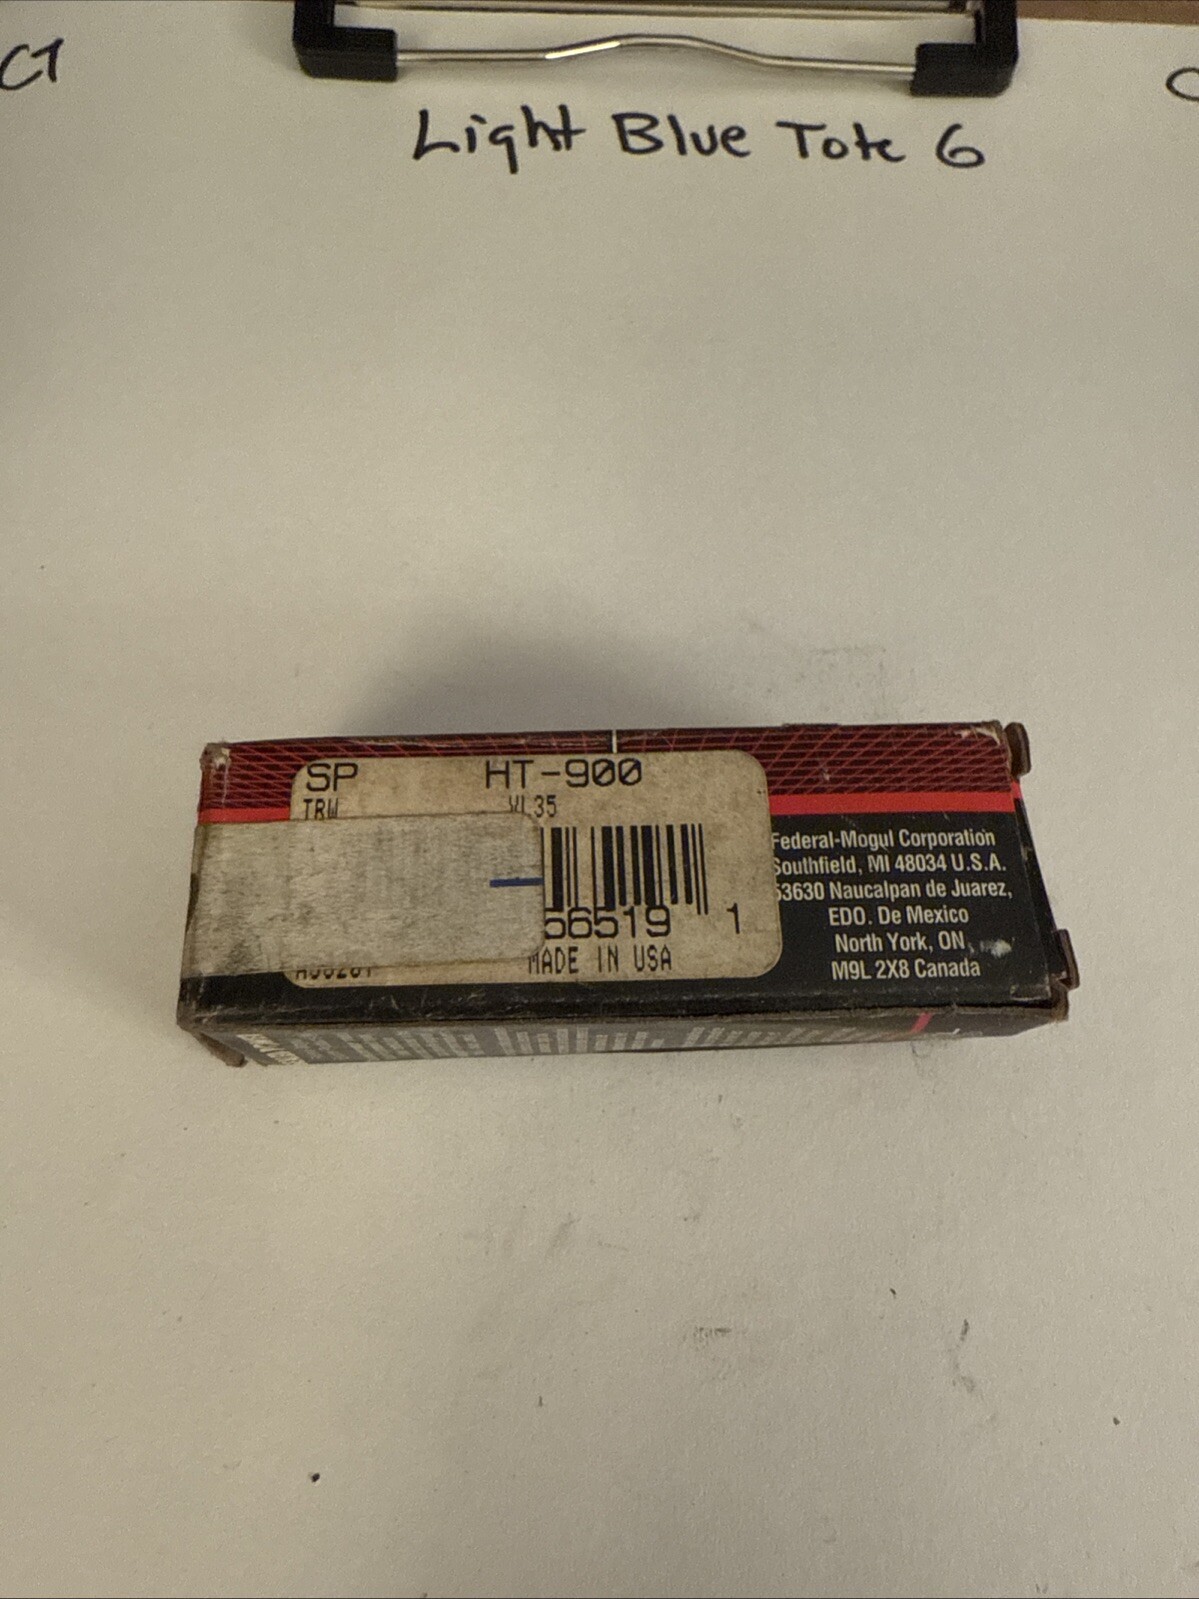 CT
Light Blue Tote 6
SP HT-900
TRW VL35
56519 1
MADE IN USA
Federal-Mogul Corporation
Southfield, MI 48034 U.S.A.
53630 Naucalpan de Juarez,
EDO. De Mexico
North York, ON
M9L 2X8 Canada